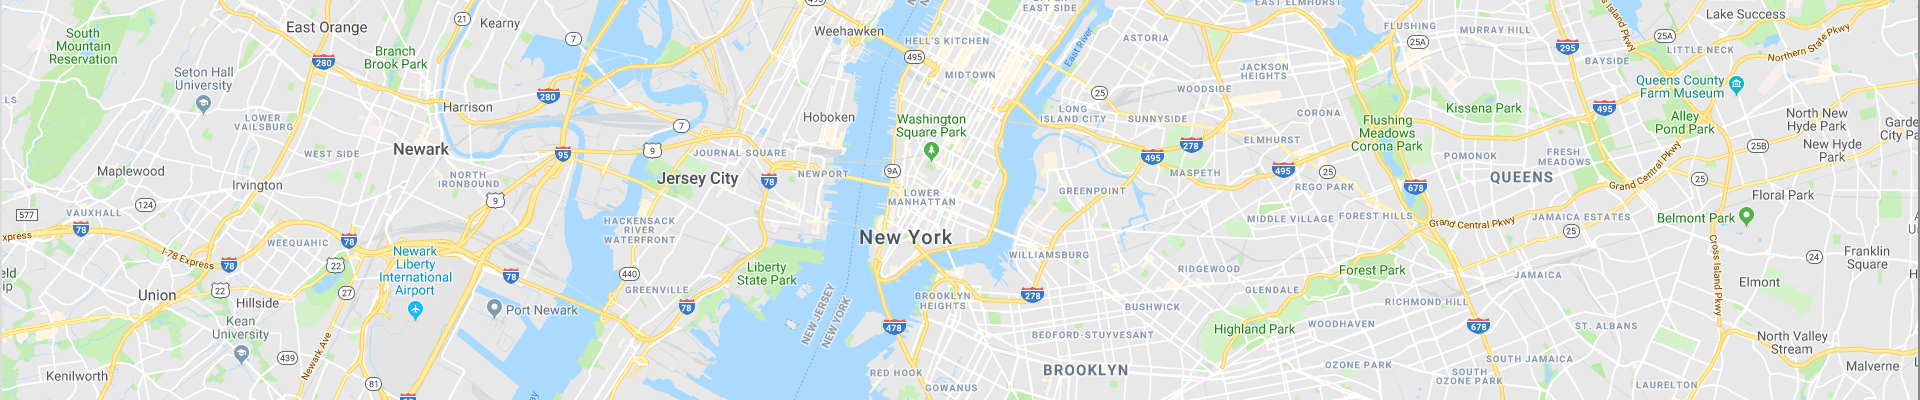 South
Mountain
Reservation
East Orange
21
Kearny
7
280
Branch
Brook Park
Seton Hall
University
280
Harrison
LOWER
VAILSBURG
7
WEST SIDE
Newark
95
9
JOURNAL SQUARE
Maplewood
NORTH
IRONBOUND
Jersey City
78
NEWPORT
Irvington
9
124
577
VAUXHALL
78
HACKENSACK
RIVER
WATERFRONT
WEEQUAHIC
78
I-78 Express
78
22
Newark
Liberty
International
Airport
78
440
GREENVILLE
Liberty
State Park
Union
22
Hillside
27
Port Newark
78
Kean
University
439
Newark Ave
Kenilworth
81
NEW JERSEY
NEW YORK
Weehawken
495
HELL'S KITCHEN
EAST SIDE
East River
ASTORIA
MIDTOWN
Hoboken
Washington
Square Park
25
LONG
ISLAND CITY
SUNNYSIDE
WOODSIDE
JACKSON
HEIGHTS
EAST ELMHURST
CORONA
9A
LOWER
MANHATTAN
495
278
ELMHURST
MASPETH
GREENPOINT
495
25
REGO PARK
New York
WILLIAMSBURG
MIDDLE VILLAGE
FOREST HILLS
RIDGEWOOD
278
BROOKLYN
HEIGHTS
478
BUSHWICK
GLENDALE
Forest Park
BEDFORD-STUYVESANT
Highland Park
WOODHAVEN
RICHMOND HILL
RED HOOK
GOWANUS
BROOKLYN
OZONE PARK
SOUTH
OZONE PARK
FLUSHING
25A
MURRAY HILL
295
Island Pkwy
25A
Lake Success
LITTLE NECK
Northern State Pkwy
BAYSIDE
Queens County
Farm Museum
Kissena Park
495
Flushing
Meadows
Corona Park
Alley
Pond Park
North New
Hyde Park
Garde
City Pa
POMONOK
FRESH
MEADOWS
25B
New Hyde
Park
QUEENS
678
Grand Central Pkwy
25
Floral Park
Grand Central Pkwy
JAMAICA ESTATES
25
Belmont Park
Cross Island Pkwy
24
Franklin
Square
JAMAICA
Elmont
678
ST. ALBANS
North Valley
Stream
SOUTH JAMAICA
Malverne
LAURELTON